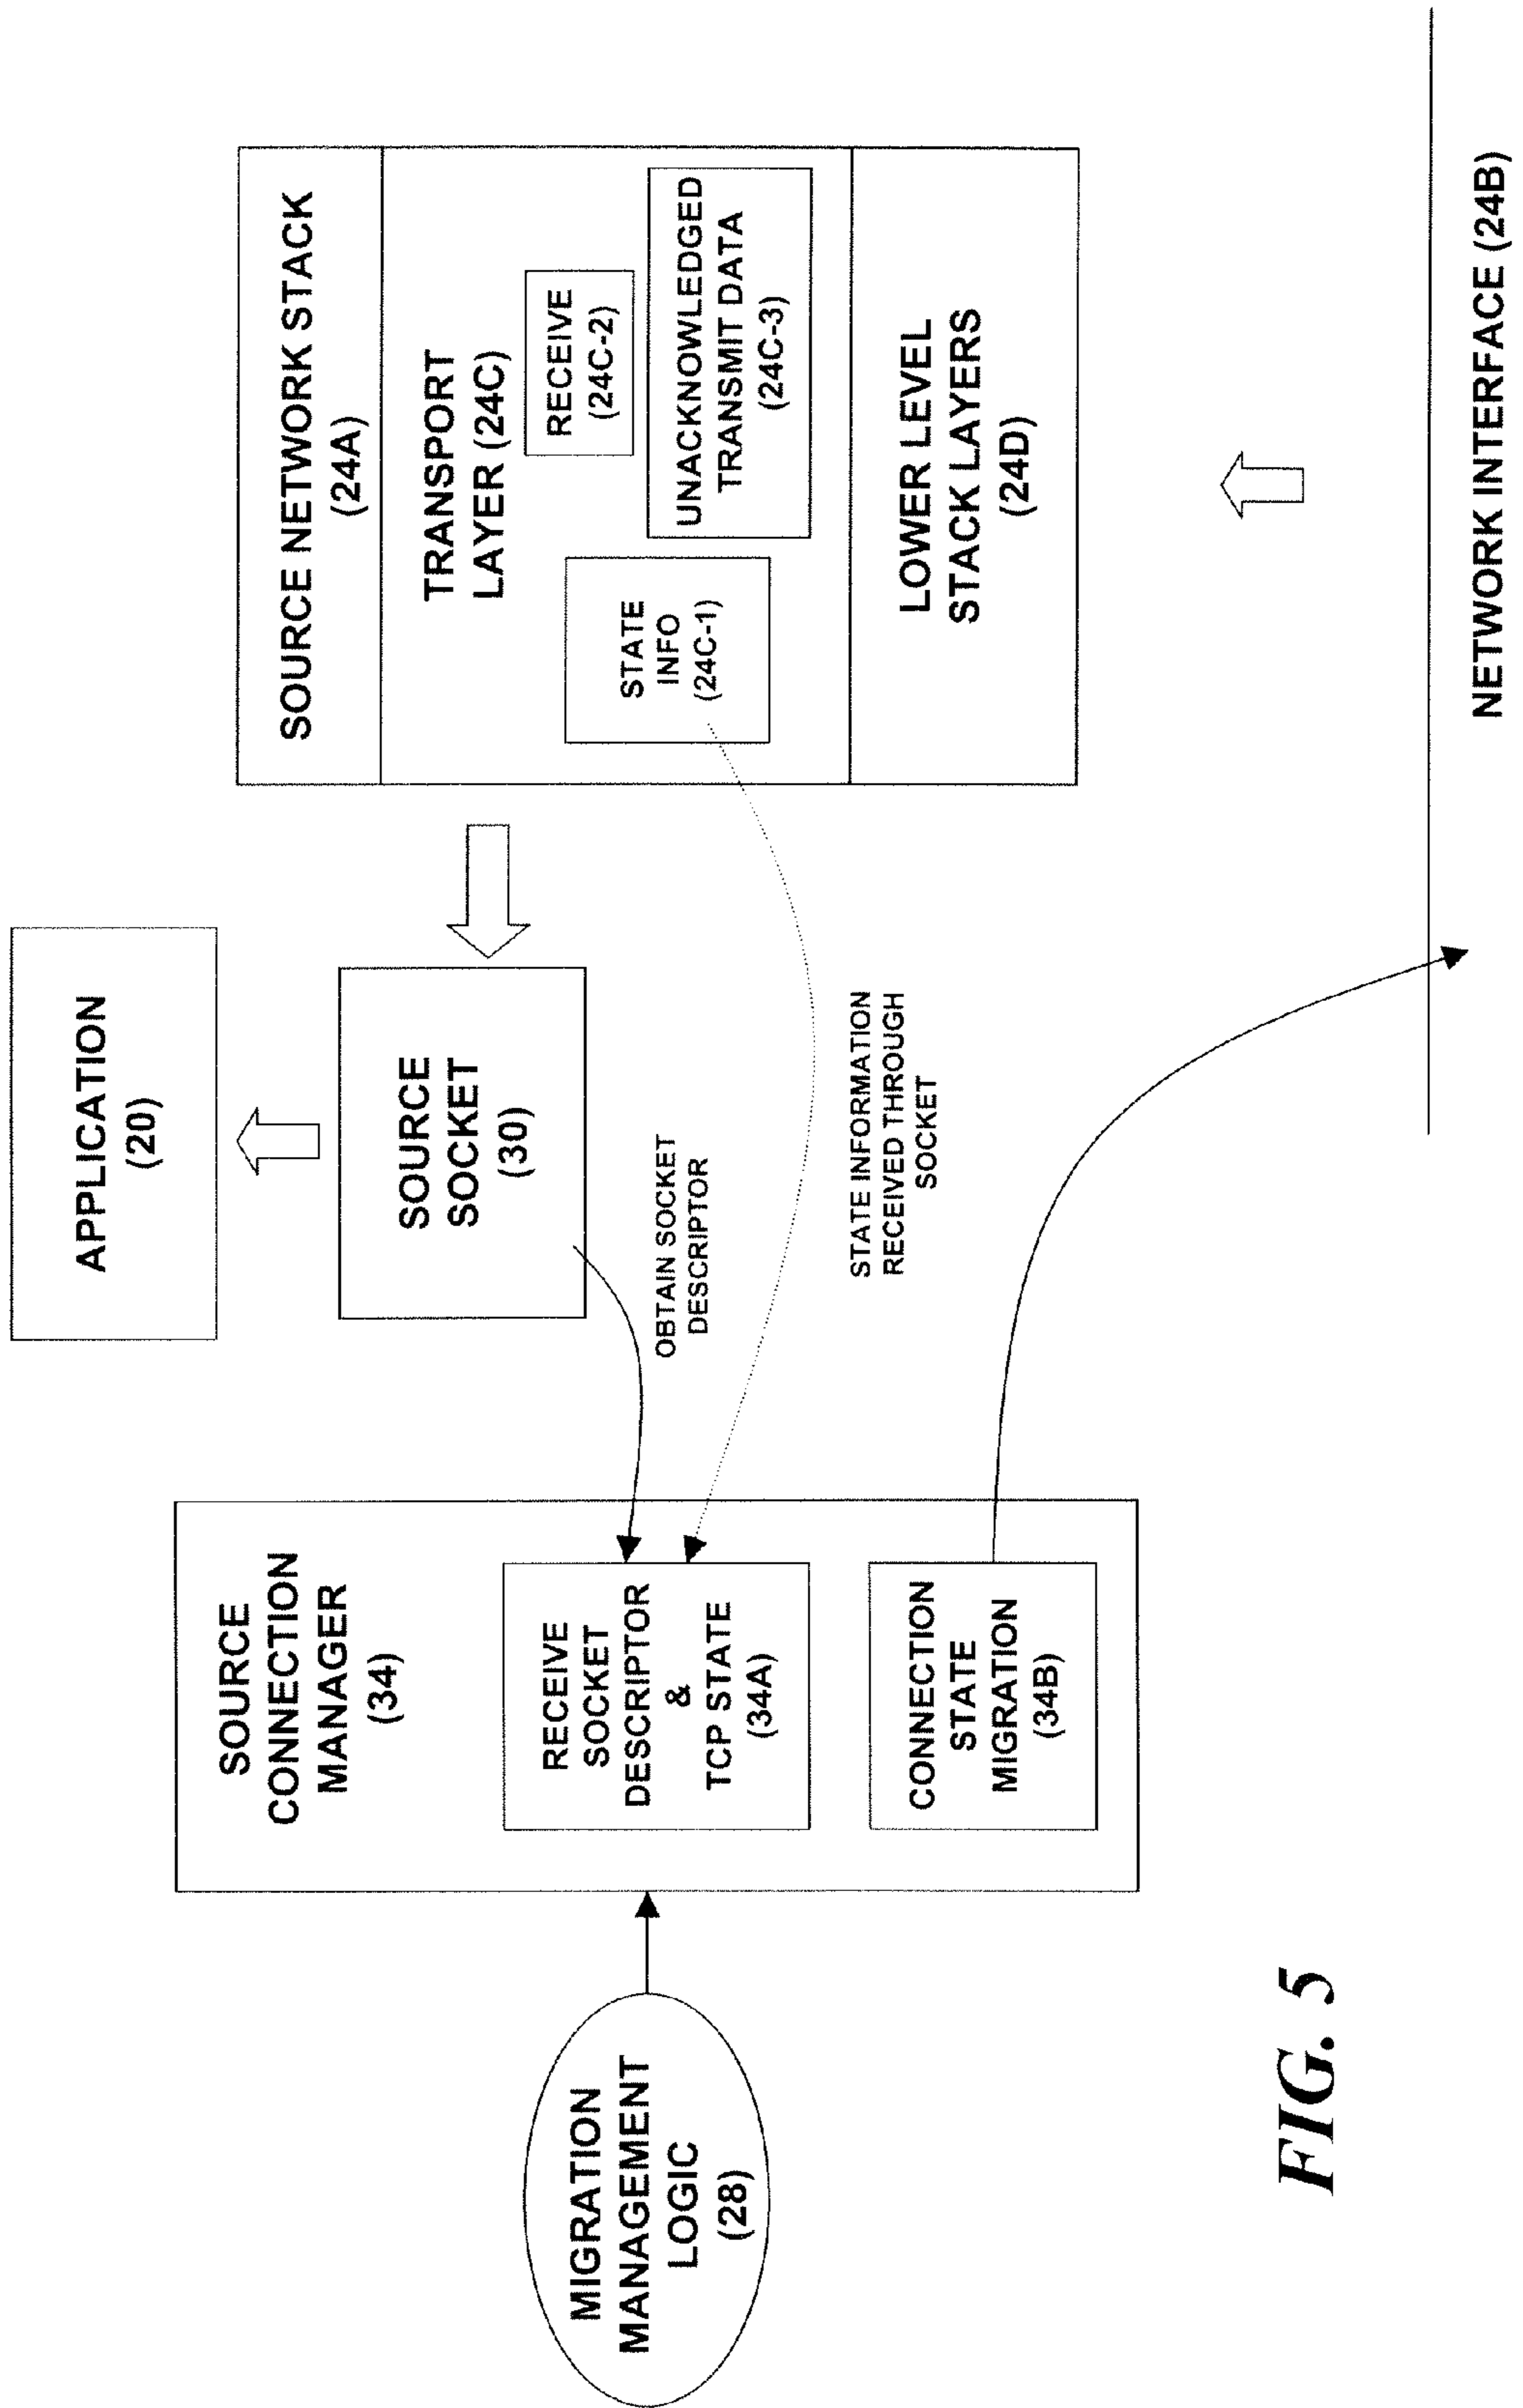 APPLICATION
(20)
SOURCE NETWORK STACK
(24A)
TRANSPORT
LAYER (24C)
RECEIVE
(24C-2)
STATE
INFO
(24C-1)
UNACKNOWLEDGED
TRANSMIT DATA
(24C-3)
LOWER LEVEL
STACK LAYERS
(24D)
SOURCE
SOCKET
(30)
SOURCE
CONNECTION
MANAGER
(34)
RECEIVE
SOCKET
DESCRIPTOR
&
TCP STATE
(34A)
CONNECTION
STATE
MIGRATION
(34B)
OBTAIN SOCKET
DESCRIPTOR
STATE INFORMATION
RECEIVED THROUGH
SOCKET
MIGRATION
MANAGEMENT
LOGIC
(28)
NETWORK INTERFACE (24B)
FIG. 5